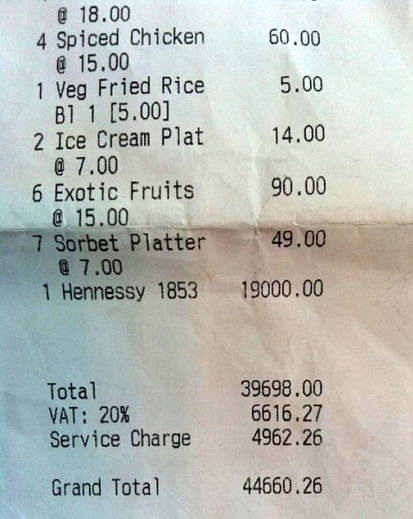 @ 18.00
4 Spiced Chicken 60.00
@ 15.00
1 Veg Fried Rice 5.00
Bl 1 [5.00]
2 Ice Cream Plat 14.00
@ 7.00
6 Exotic Fruits 90.00
@ 15.00
7 Sorbet Platter 49.00
@ 7.00
1 Hennessy 1853 19000.00
Total 39698.00
VAT: 20% 6616.27
Service Charge 4962.26
Grand Total 44660.26